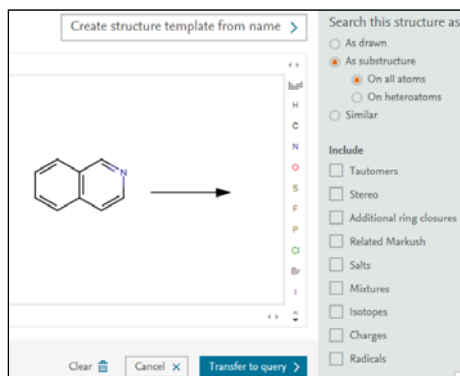 Create structure template from name >
Search this structure as
As drawn
As substructure
On all atoms
On heteroatoms
Similar
Include
Tautomers
Stereo
Additional ring closures
Related Markush
Salts
Mixtures
Isotopes
Charges
Radicals
H
C
N
O
S
F
P
Cl
Br
I
N
Clear
Cancel X
Transfer to query >